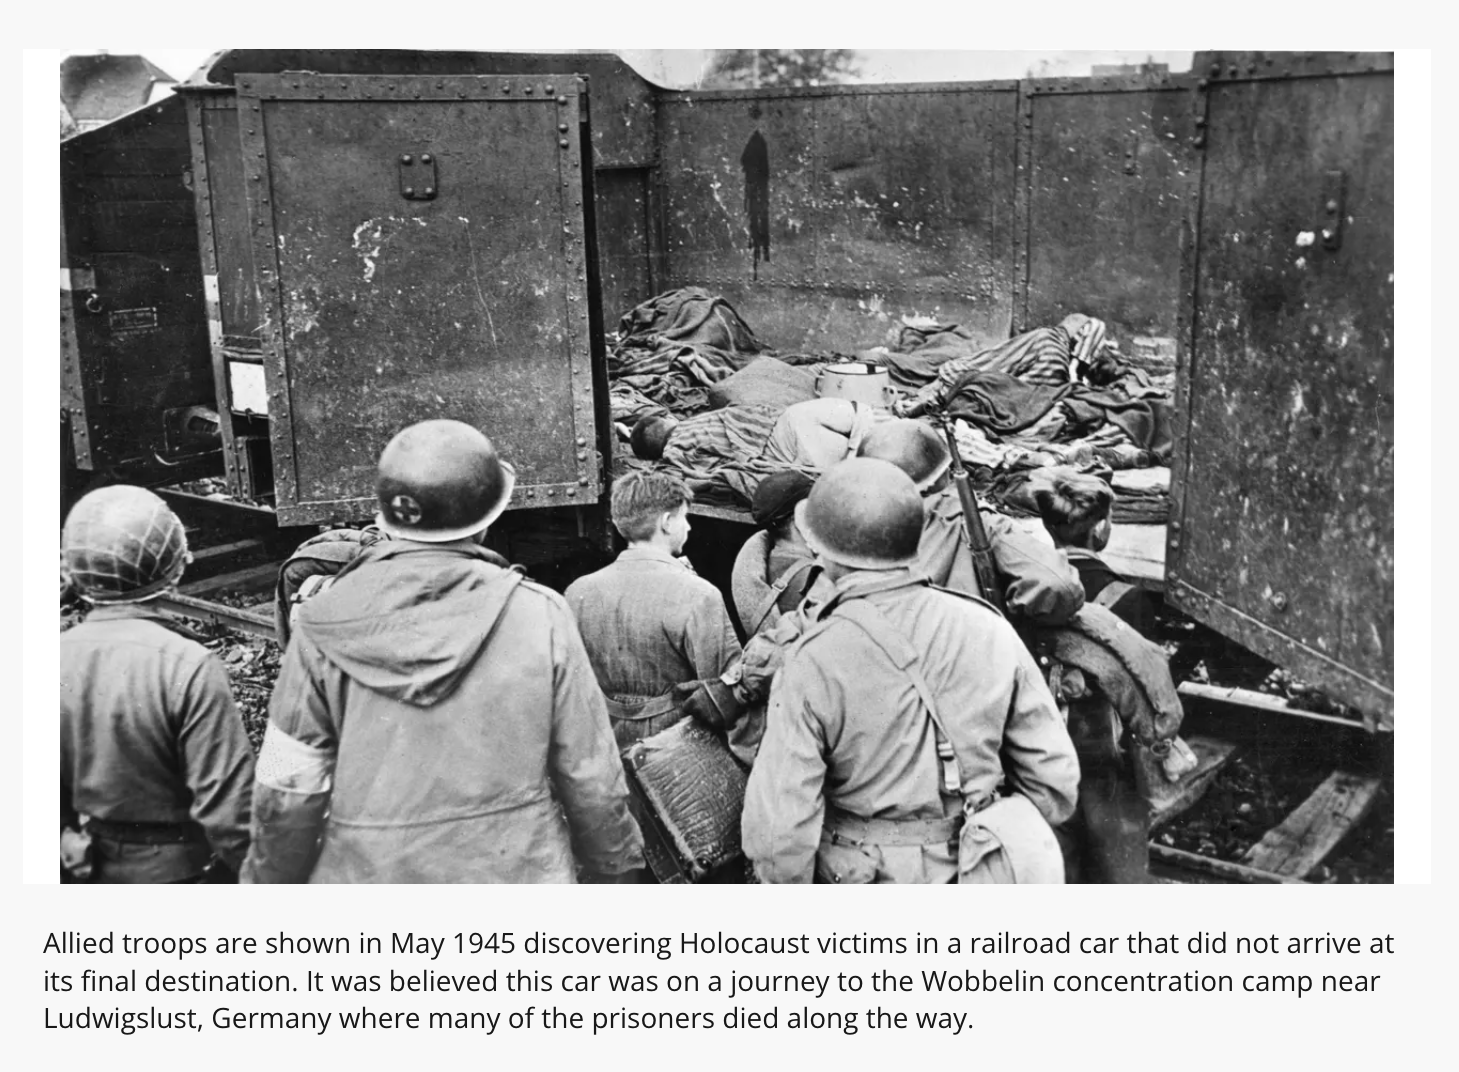 Allied troops are shown in May 1945 discovering Holocaust victims in a railroad car that did not arrive at
its final destination. It was believed this car was on a journey to the Wobbelin concentration camp near
Ludwigslust, Germany where many of the prisoners died along the way.